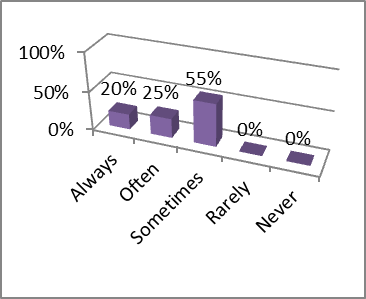 100%
50%
0%
20%
25%
55%
0%
0%
Always
Often
Sometimes
Rarely
Never